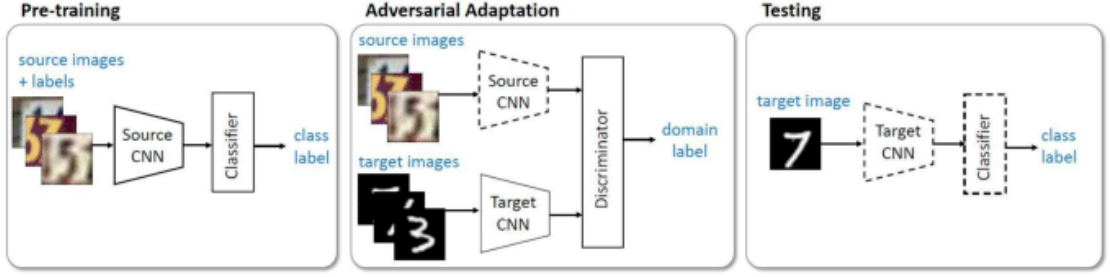 Pre-training
source images
+ labels
Source
CNN
Classifier
class
label
Adversarial Adaptation
source images
Source
CNN
target images
Target
CNN
Discriminator
domain
label
Testing
target image
7
Target
CNN
Classifier
class
label